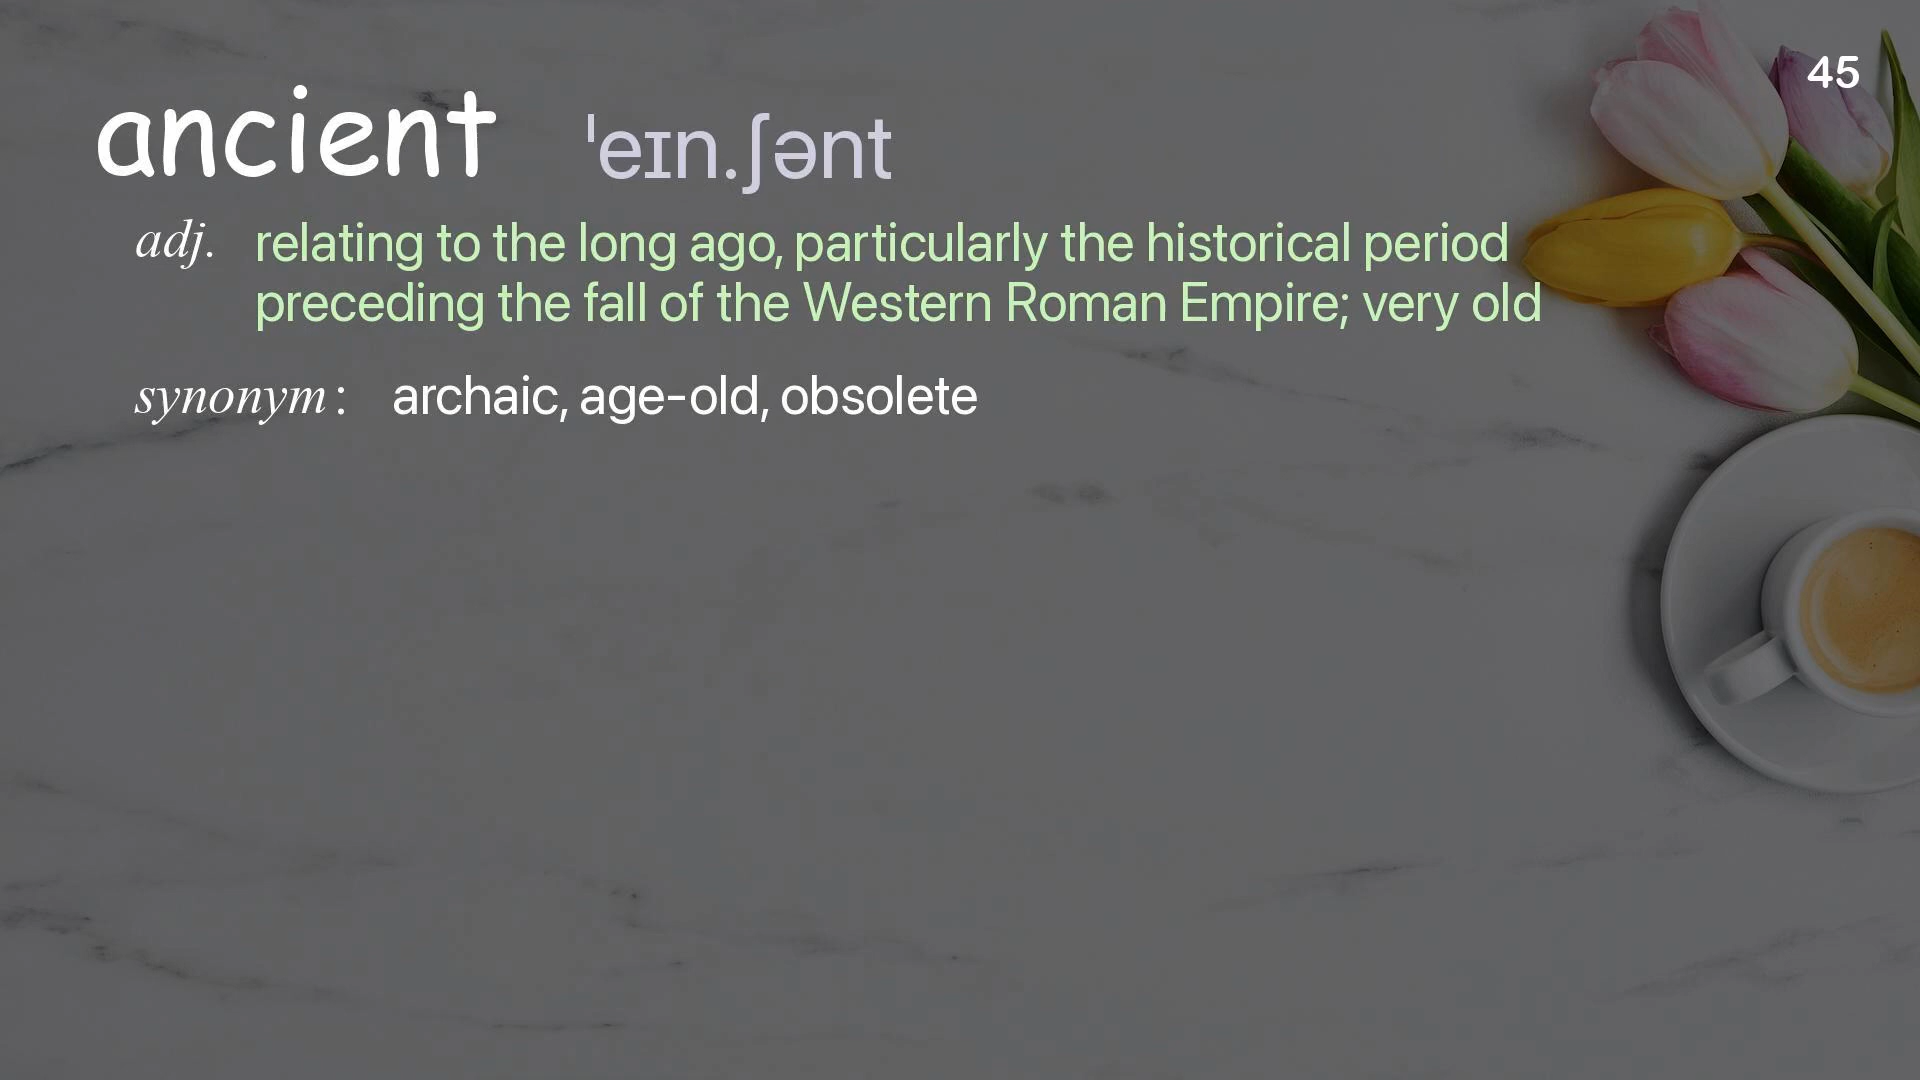 45
ancient ˈeɪn.ʃənt
adj. relating to the long ago, particularly the historical period
preceding the fall of the Western Roman Empire; very old
synonym : archaic, age-old, obsolete